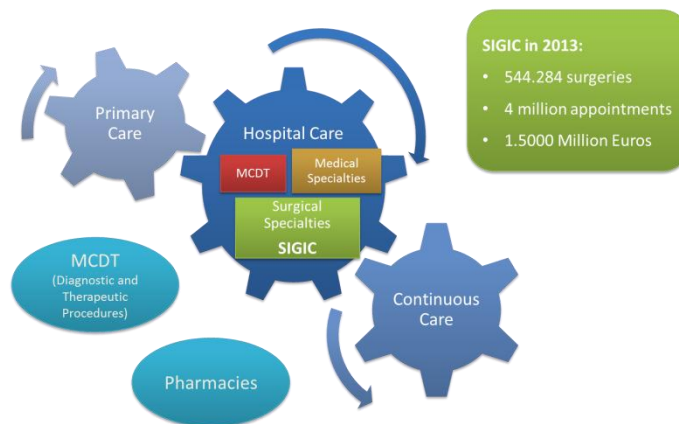 SIGIC in 2013:
• 544.284 surgeries
• 4 million appointments
• 1.5000 Million Euros
Primary
Care
Hospital Care
MCDT
Medical
Specialties
Surgical
Specialties
SIGIC
MCDT
(Diagnostic and
Therapeutic
Procedures)
Continuous
Care
Pharmacies